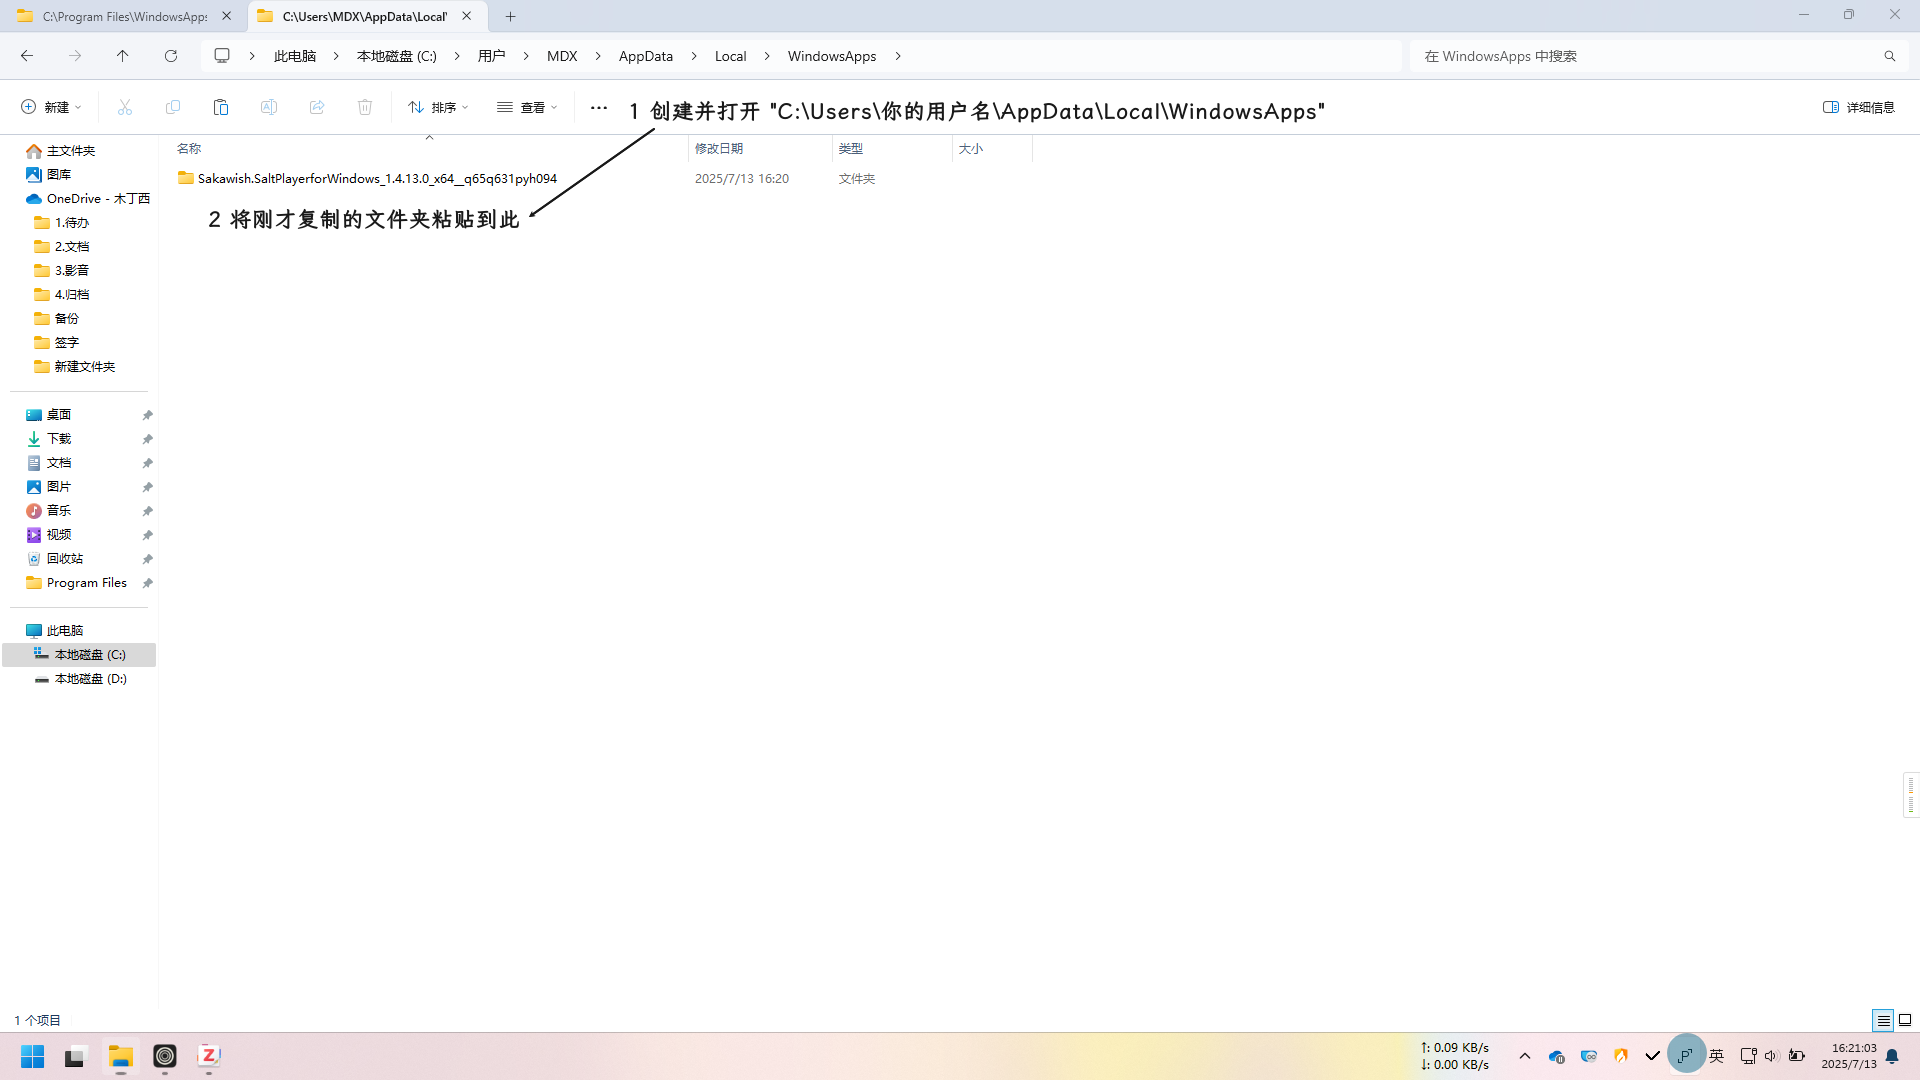 C:\Program Files\WindowsApps
C:\Users\MDX\AppData\Local\
此电脑
本地磁盘 (C:)
用户
MDX
AppData
Local
WindowsApps
在 WindowsApps 中搜索
新建
排序
查看
1 创建并打开 "C:\Users\你的用户名\AppData\Local\WindowsApps"
详细信息
名称
修改日期
类型
大小
Sakawish.SaltPlayerforWindows_1.4.13.0_x64__q65q631pyh094
2025/7/13 16:20
文件夹
2 将刚才复制的文件夹粘贴到此
主文件夹
图库
OneDrive - 木丁西
1.待办
2.文档
3.影音
4.归档
备份
签字
新建文件夹
桌面
下载
文档
图片
音乐
视频
回收站
Program Files
此电脑
本地磁盘 (C:)
本地磁盘 (D:)
1 个项目
↑: 0.09 KB/s
↓: 0.00 KB/s
英
16:21:03
2025/7/13